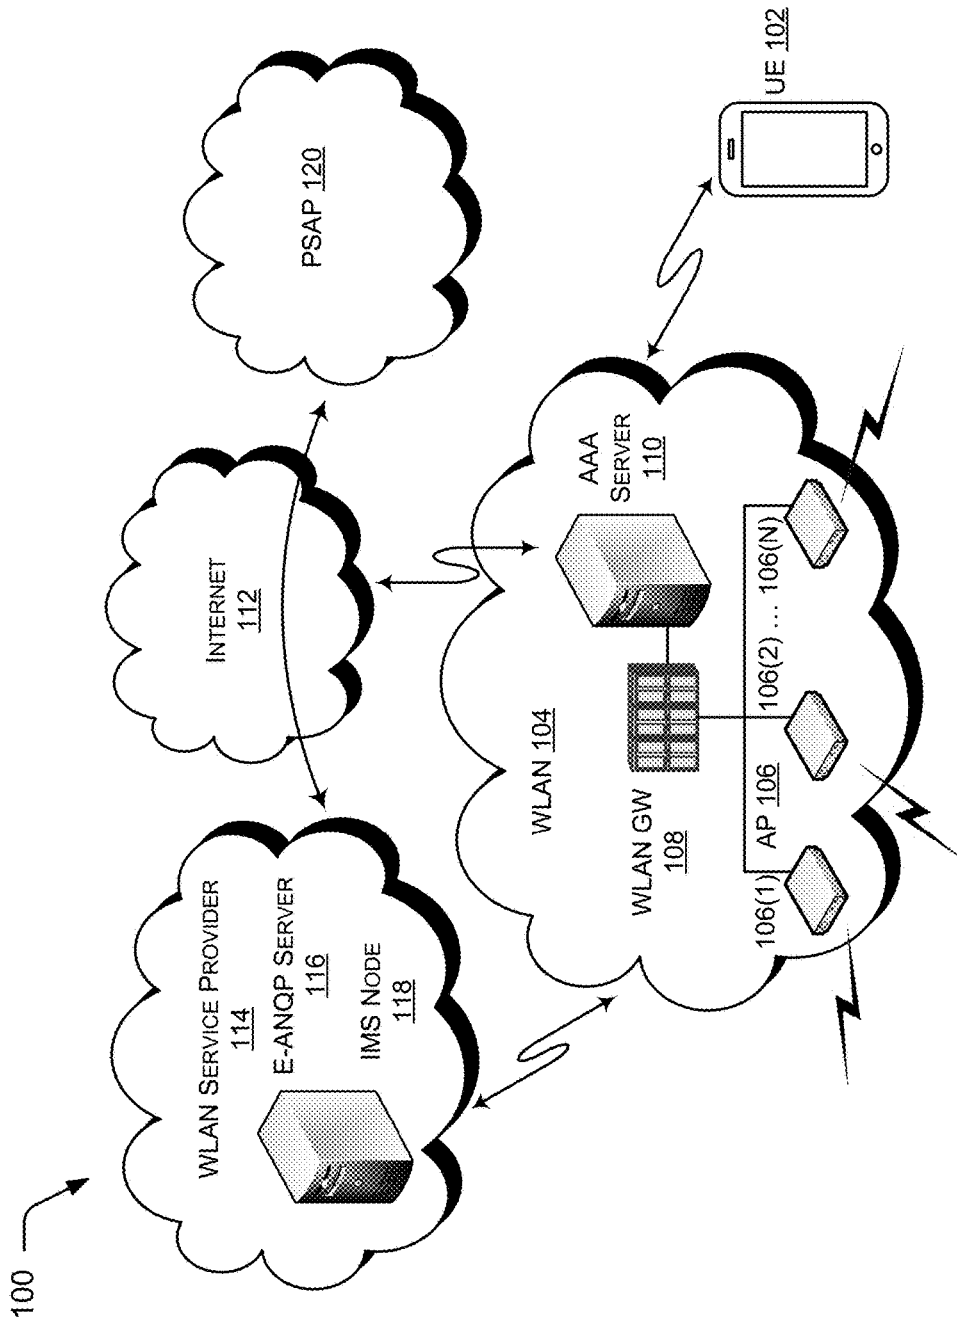 100
WLAN SERVICE PROVIDER
114
E-ANQP SERVER
116
IMS NODE
118
INTERNET
112
PSAP 120
WLAN 104
WLAN GW
108
AAA
SERVER
110
106(1)
AP 106
106(2) ... 106(N)
UE 102